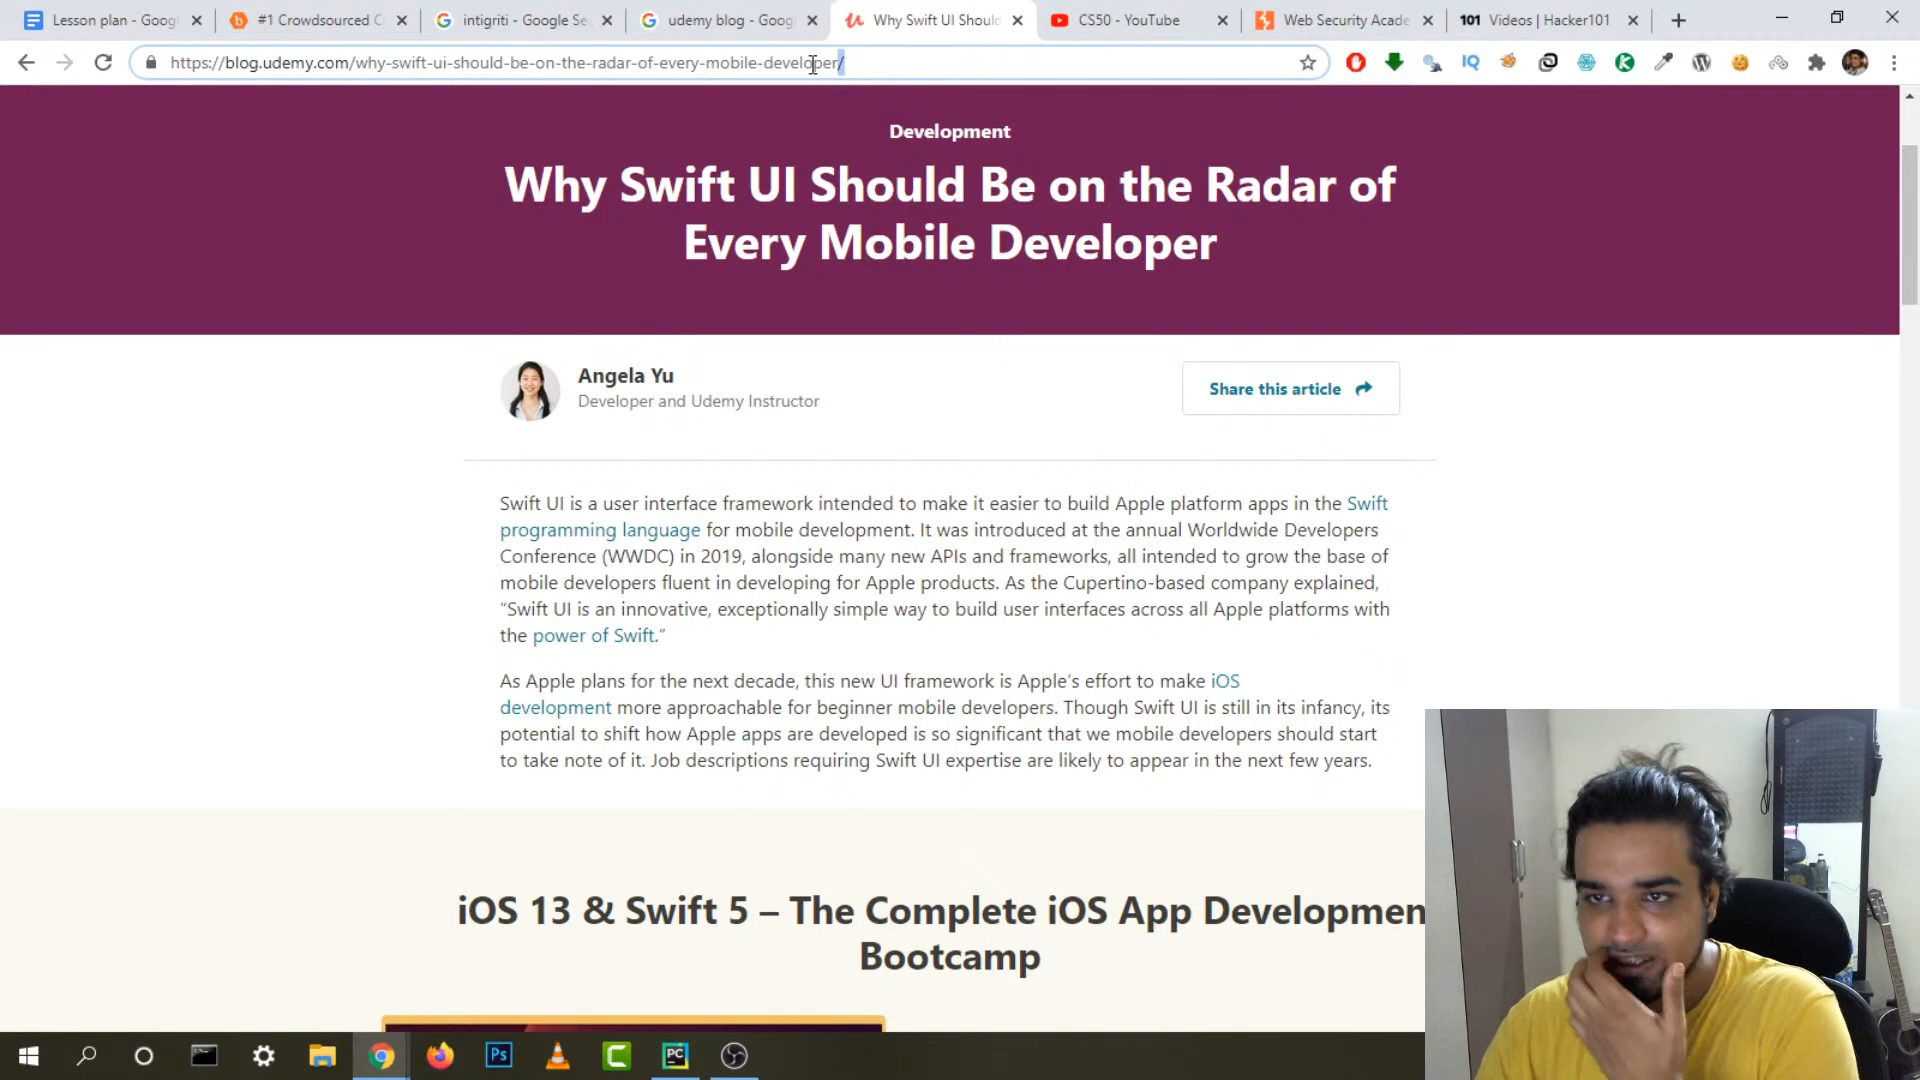 Lesson plan - Goog
#1 Crowdsourced C
intigriti - Google Se
udemy blog - Goog
Why Swift UI Should
CS50 - YouTube
Web Security Acade
101 Videos | Hacker101
https://blog.udemy.com/why-swift-ui-should-be-on-the-radar-of-every-mobile-developer/
IQ
Development
Why Swift UI Should Be on the Radar of
Every Mobile Developer
Angela Yu
Developer and Udemy Instructor
Share this article
Swift UI is a user interface framework intended to make it easier to build Apple platform apps in the Swift
programming language for mobile development. It was introduced at the annual Worldwide Developers
Conference (WWDC) in 2019, alongside many new APIs and frameworks, all intended to grow the base of
mobile developers fluent in developing for Apple products. As the Cupertino-based company explained,
“Swift UI is an innovative, exceptionally simple way to build user interfaces across all Apple platforms with
the power of Swift.”
As Apple plans for the next decade, this new UI framework is Apple’s effort to make iOS
development more approachable for beginner mobile developers. Though Swift UI is still in its infancy, its
potential to shift how Apple apps are developed is so significant that we mobile developers should start
to take note of it. Job descriptions requiring Swift UI expertise are likely to appear in the next few years.
iOS 13 & Swift 5 – The Complete iOS App Developmen
Bootcamp
Ps
C
PC